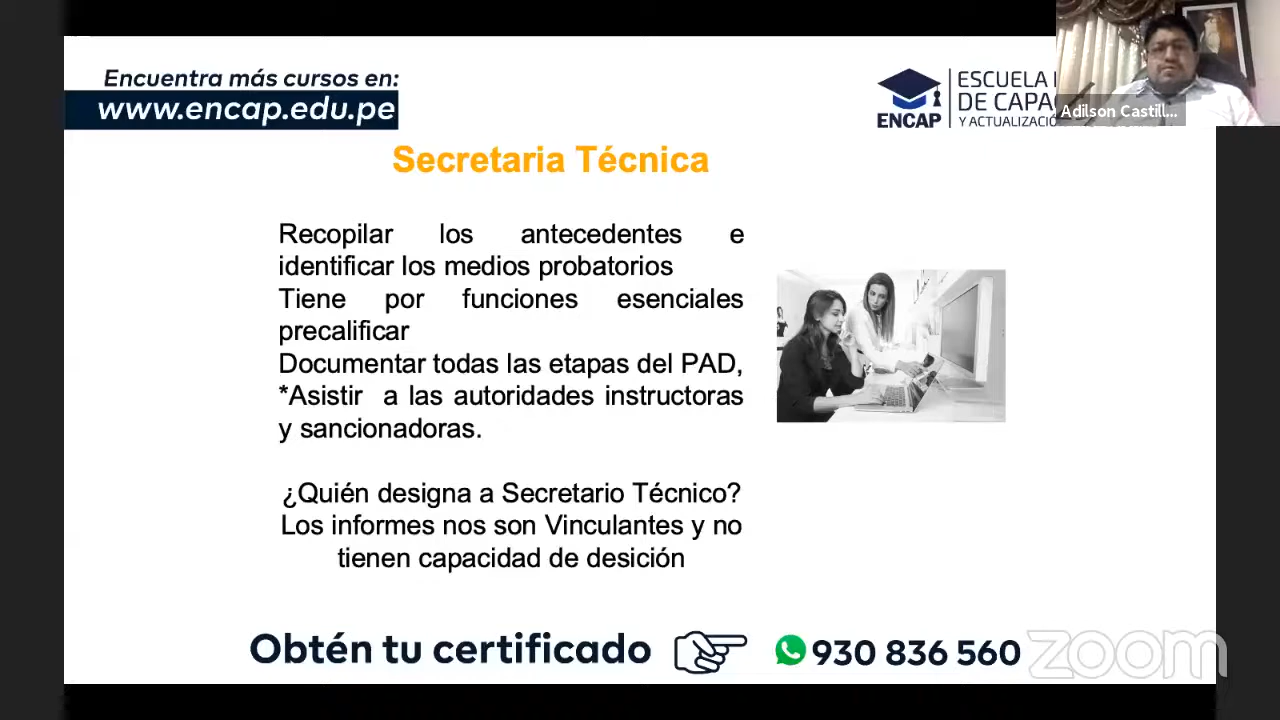 Encuentra más cursos en:
www.encap.edu.pe
ENCAP
ESCUELA
DE CAPAC
Y ACTUALIZACIÓ
Adilson Castill...
Secretaria Técnica
Recopilar los antecedentes e
identificar los medios probatorios
Tiene por funciones esenciales
precalificar
Documentar todas las etapas del PAD,
*Asistir a las autoridades instructoras
y sancionadoras.
¿Quién designa a Secretario Técnico?
Los informes nos son Vinculantes y no
tienen capacidad de desición
Obtén tu certificado
930 836 560
zoom